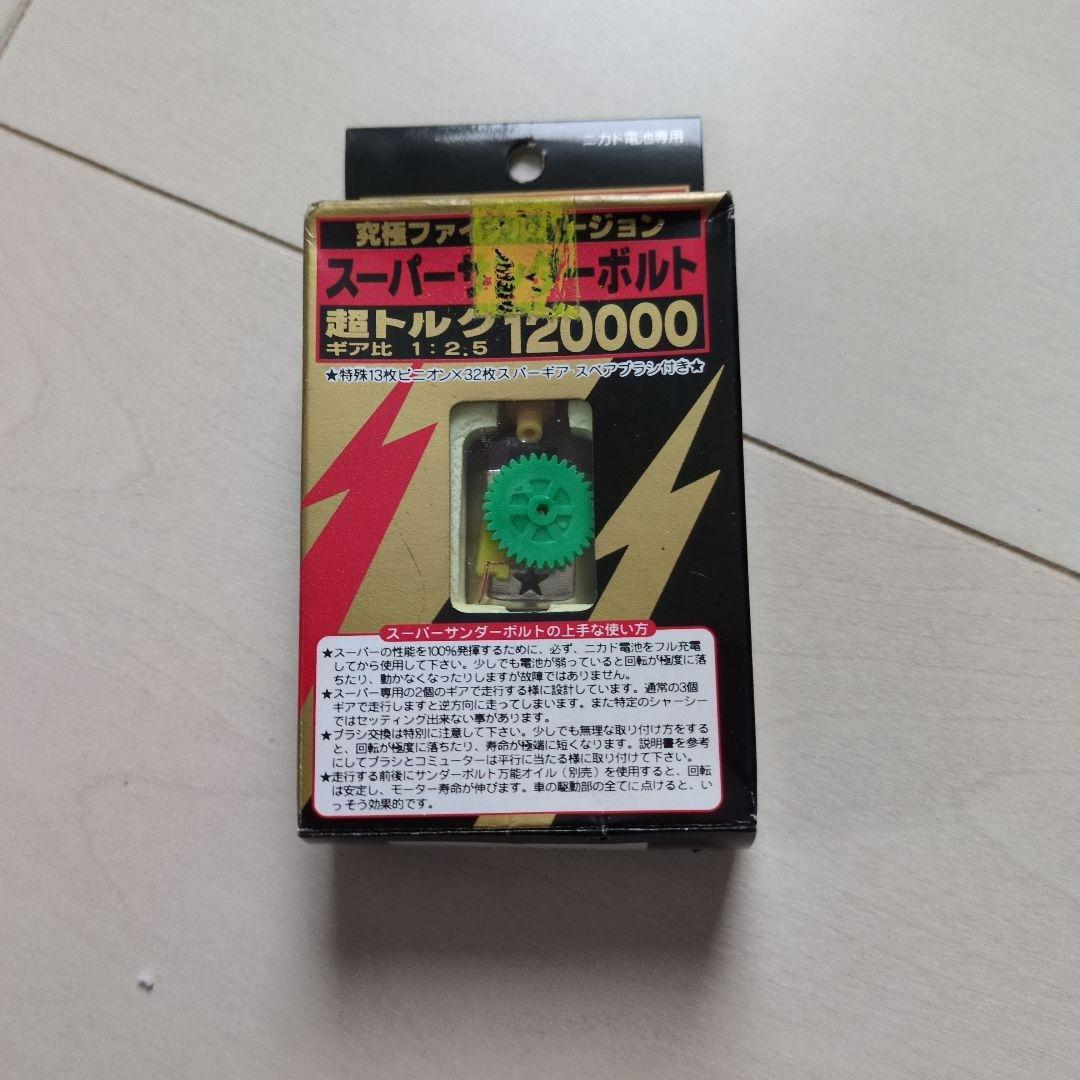 ニカド電池専用
究極ファイナルバージョン
スーパーサンダーボルト
超トルク120000
ギア比 1:2.5
★特殊13枚ピニオン×32枚スパーギア・スペアブラシ付き★
スーパーサンダーボルトの上手な使い方
★スーパーの性能を100%発揮するために、必ず、ニカド電池をフル充電
してから使用して下さい。少しでも電池が弱っていると回転が極度に落
ちたり、動かなくなったりしますが故障ではありません。
★スーパー専用の2個のギアで走行する様に設計しています。通常の3個
ギアで走行しますと逆方向に走ってしまいます。また特定のシャーシー
ではセッティング出来ない事があります。
★ブラシ交換は特別に注意して下さい。少しでも無理な取り付け方をする
と、回転が極度に落ちたり、寿命が極端に短くなります。説明書を参考
にしてブラシとコミューターは平行に当たる様に取り付けて下さい。
★走行する前後にサンダーボルト万能オイル(別売)を使用すると、回転
は安定し、モーター寿命が伸びます。車の駆動部の全てに点けると、い
っそう効果的です。